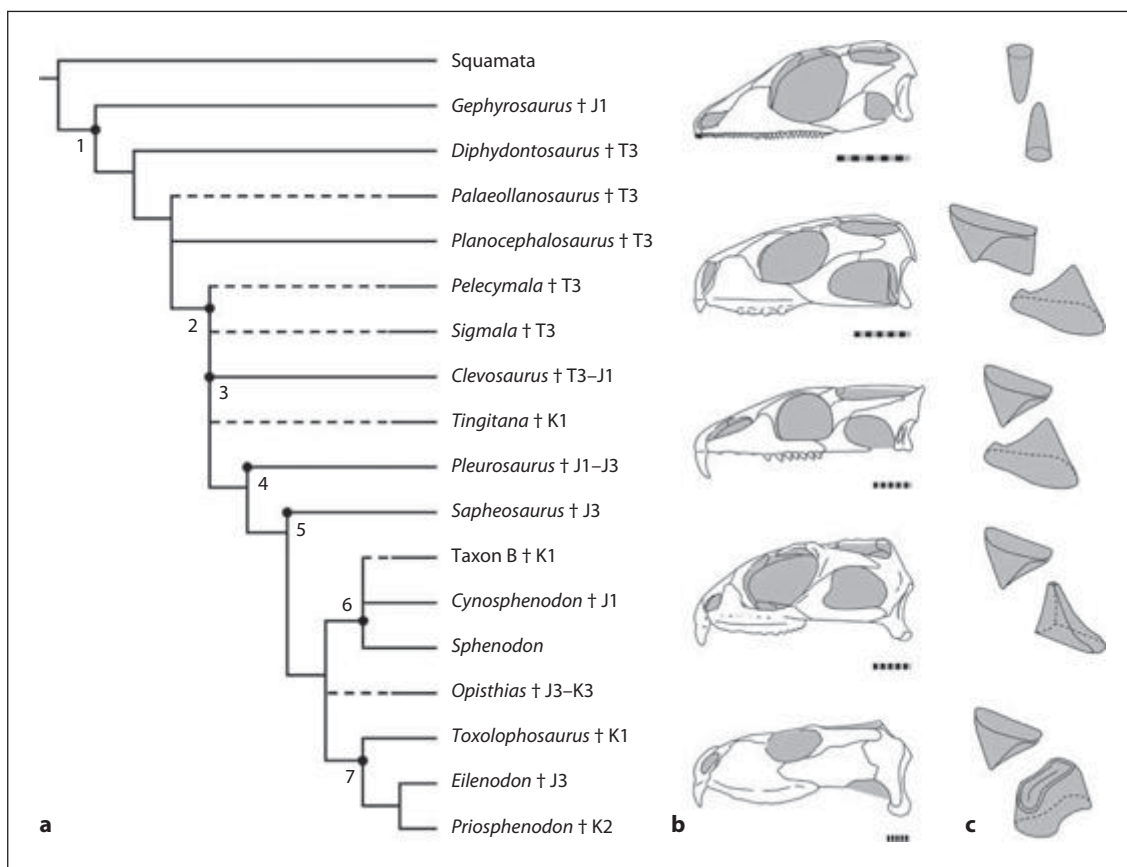 Squamata
Gephyrosaurus † J1
1
Diphydontosaurus † T3
Palaeollanosaurus † T3
Planocephalosaurus † T3
Pelecymala † T3
2
Sigmala † T3
Clevosaurus † T3–J1
3
Tingitana † K1
Pleurosaurus † J1–J3
4
Sapheosaurus † J3
5
Taxon B † K1
6
Cynosphenodon † J1
Sphenodon
Opisthias † J3–K3
Toxolophosaurus † K1
7
Eilenodon † J3
Priosphenodon † K2
a
b
c